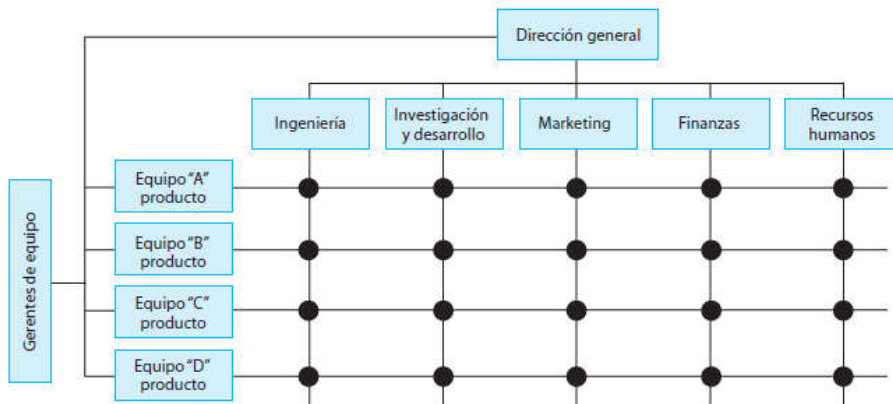 Dirección general
Ingeniería
Investigación
y desarrollo
Marketing
Finanzas
Recursos
humanos
Gerentes de equipo
Equipo “A”
producto
Equipo “B”
producto
Equipo “C”
producto
Equipo “D”
producto